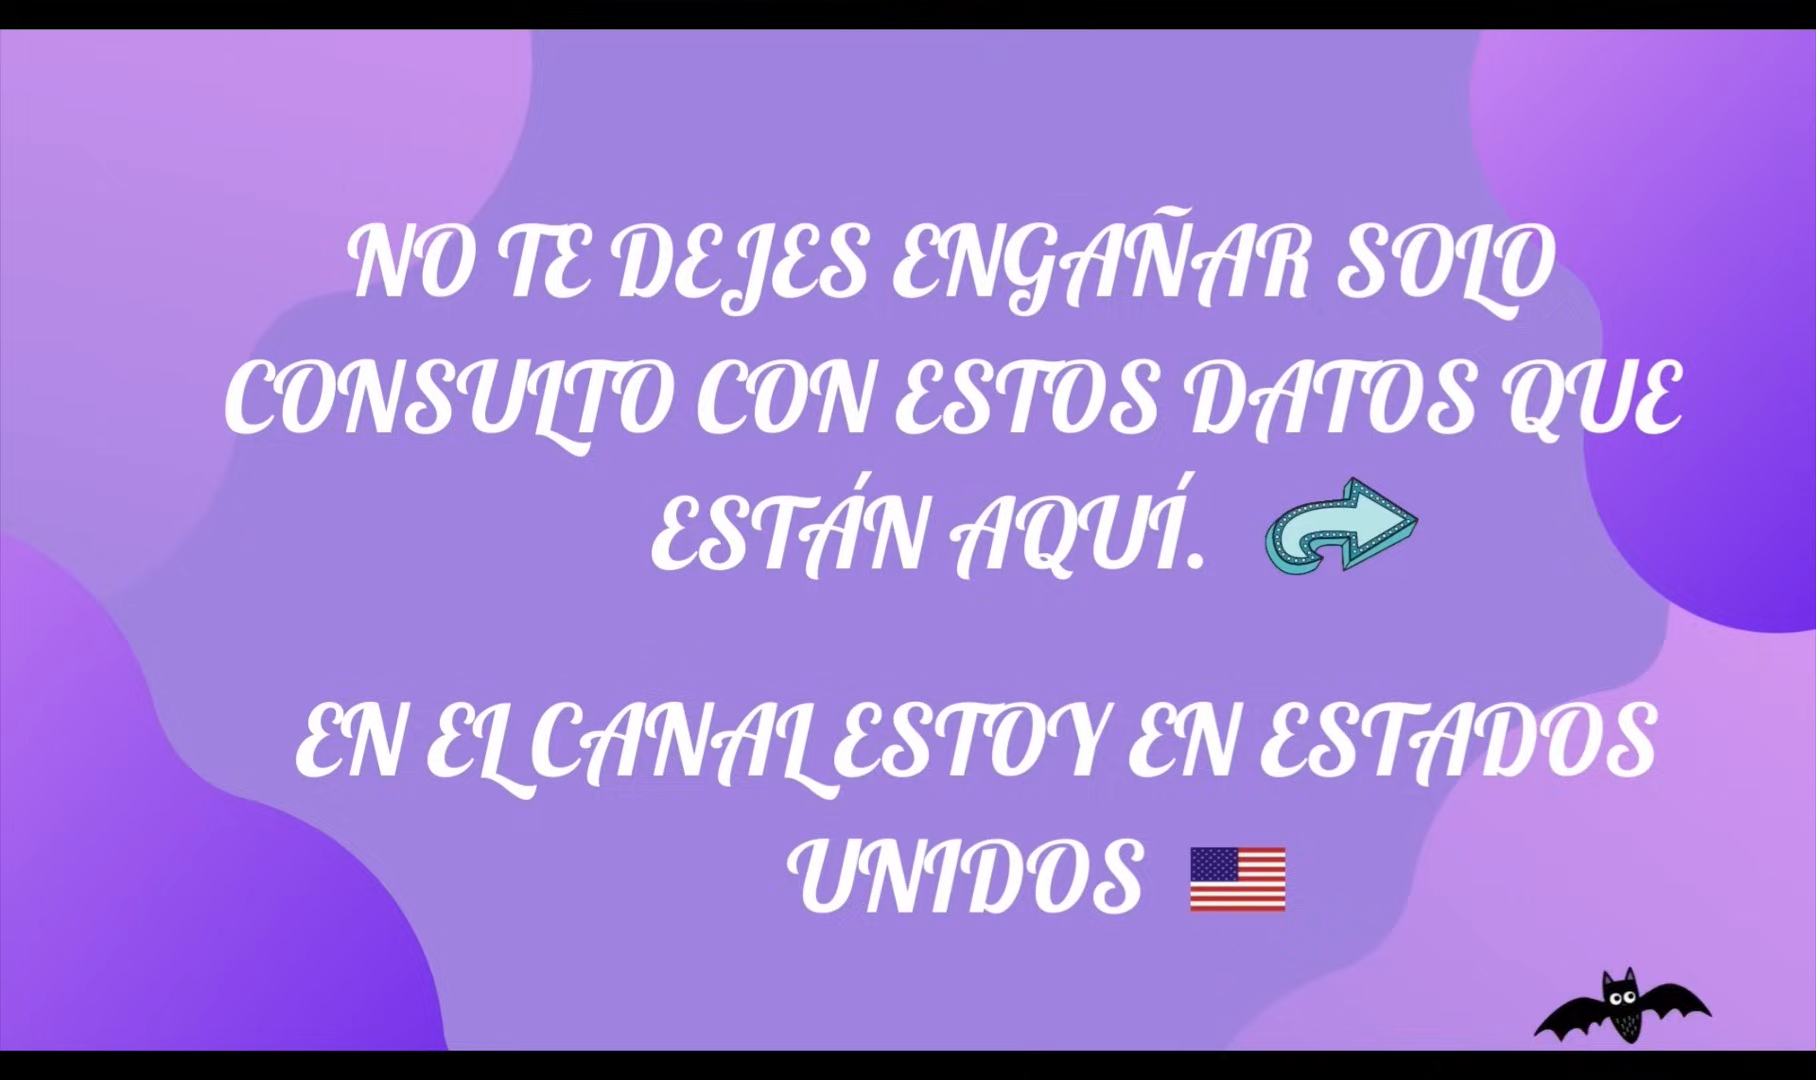 NO TE DEJES ENGAÑAR SOLO
CONSULTO CON ESTOS DATOS QUE
ESTÁN AQUÍ.
EN EL CANAL ESTOY EN ESTADOS
UNIDOS